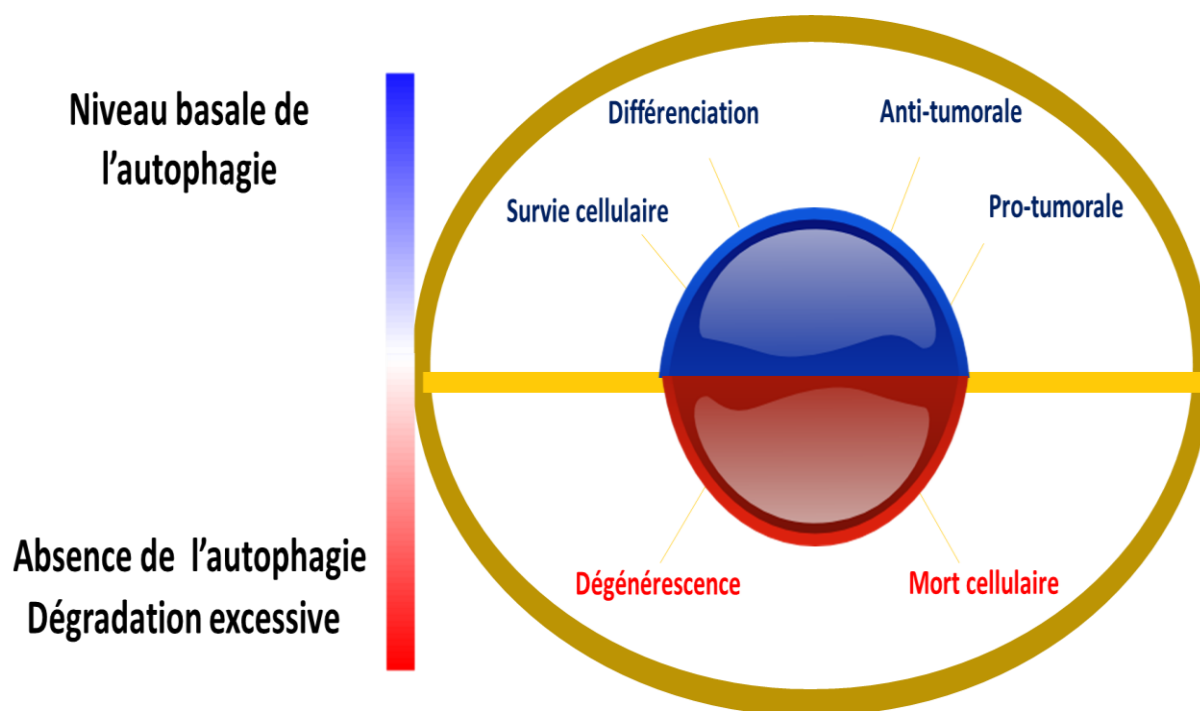 Niveau basale de
l'autophagie
Différenciation
Anti-tumorale
Survie cellulaire
Pro-tumorale
Absence de  l'autophagie
Dégradation excessive
Dégénérescence
Mort cellulaire